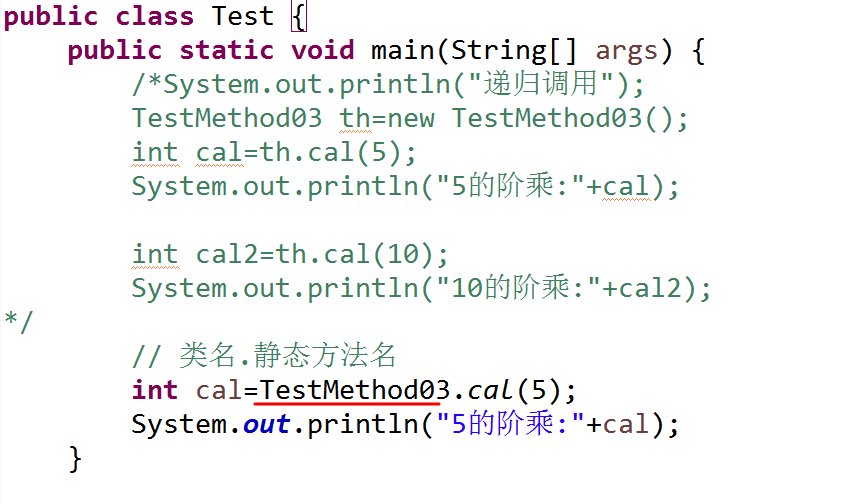 public class Test {
    public static void main(String[] args) {
        /*System.out.println("递归调用");
        TestMethod03 th=new TestMethod03();
        int cal=th.cal(5);
        System.out.println("5的阶乘:"+cal);

        int cal2=th.cal(10);
        System.out.println("10的阶乘:"+cal2);
*/
        // 类名.静态方法名
        int cal=TestMethod03.cal(5);
        System.out.println("5的阶乘:"+cal);
    }